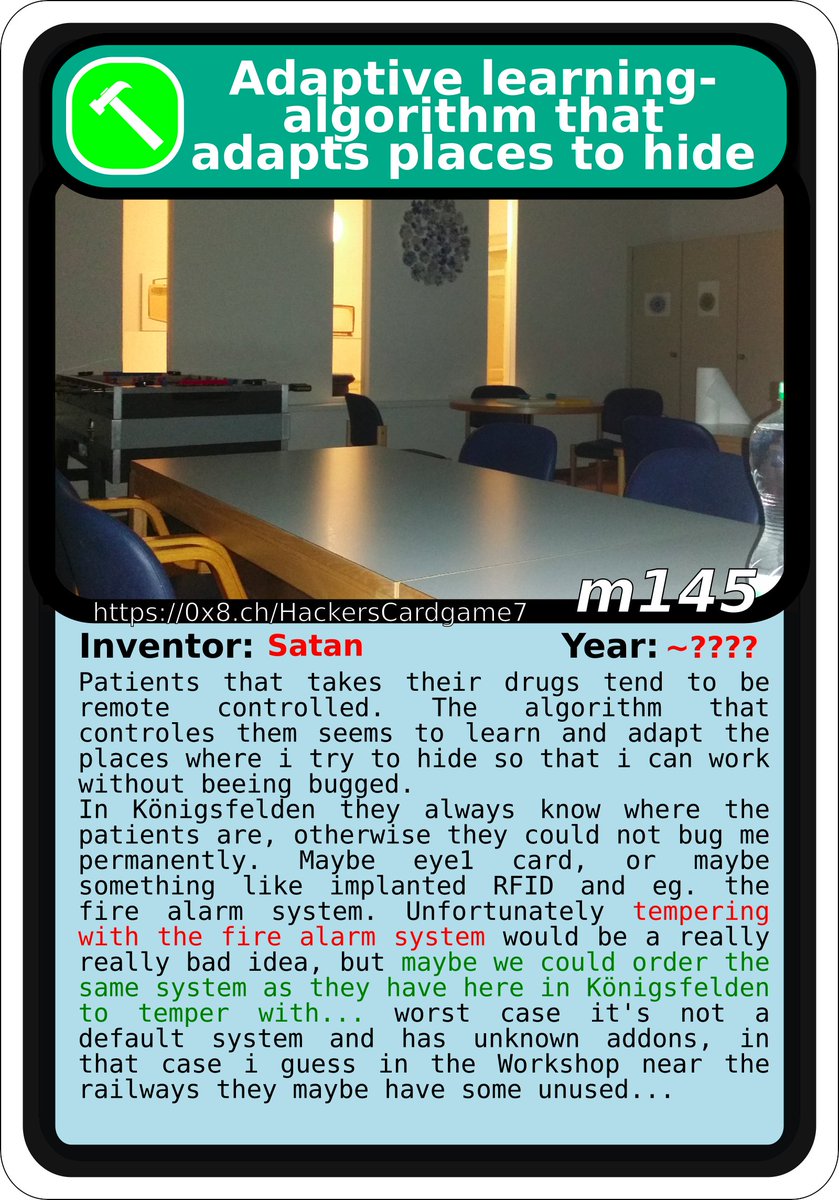 Adaptive learning-
algorithm that
adapts places to hide
m145
https://0x8.ch/HackersCardgame7
Inventor: Satan Year: ~????
Patients that takes their drugs tend to be
remote controlled. The algorithm that
controles them seems to learn and adapt the
places where i try to hide so that i can work
without beeing bugged.
In Königsfelden they always know where the
patients are, otherwise they could not bug me
permanently. Maybe eye1 card, or maybe
something like implanted RFID and eg. the
fire alarm system. Unfortunately tempering
with the fire alarm system would be a really
really bad idea, but maybe we could order the
same system as they have here in Königsfelden
to temper with... worst case it's not a
default system and has unknown addons, in
that case i guess in the Workshop near the
railways they maybe have some unused...